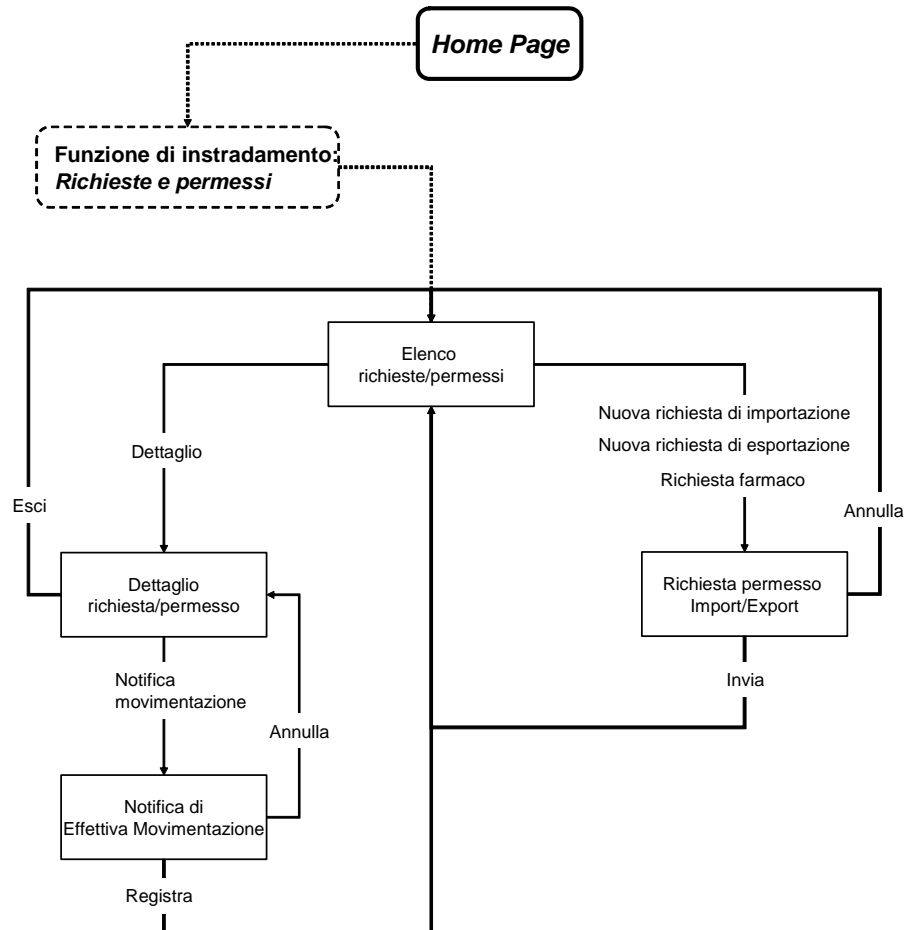 Home Page
Funzione di instradamento:
Richieste e permessi
Elenco
richieste/permessi
Nuova richiesta di importazione
Nuova richiesta di esportazione
Richiesta farmaco
Dettaglio
Esci
Annulla
Dettaglio
richiesta/permesso
Richiesta permesso
Import/Export
Notifica
movimentazione
Invia
Annulla
Notifica di
Effettiva Movimentazione
Registra